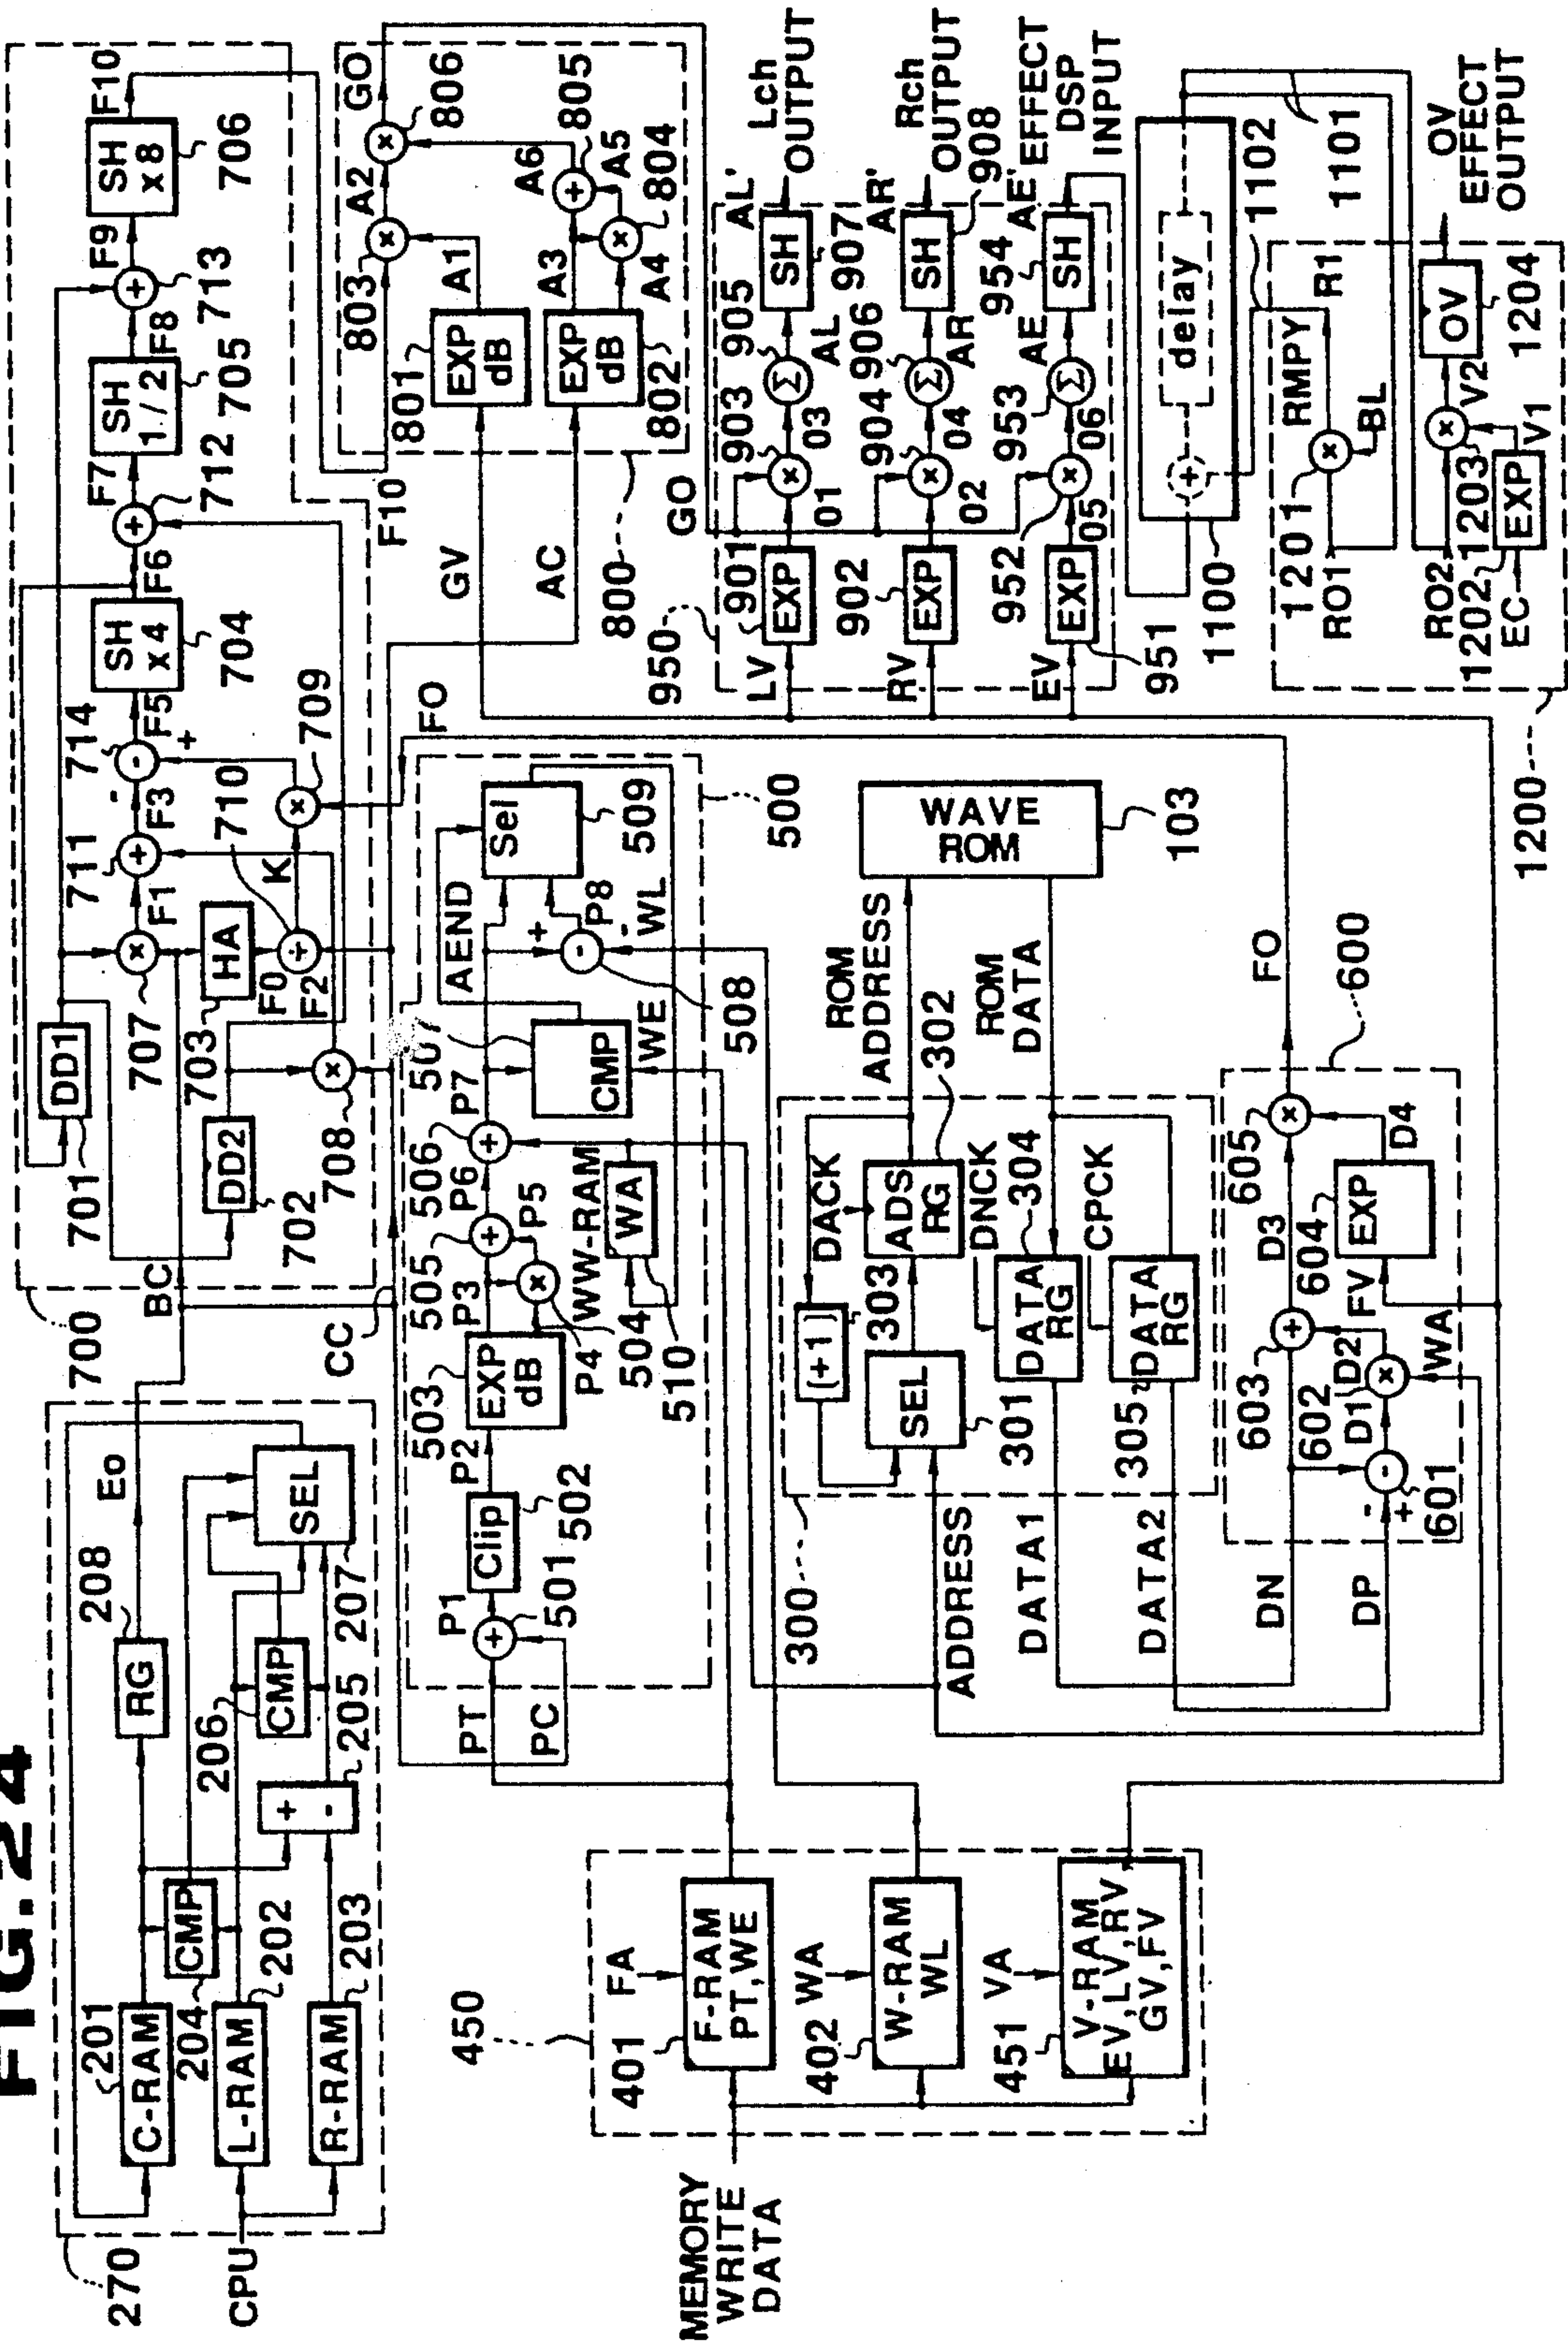 FIG.24
270
CPU
C-RAM
201
CMP
204
L-RAM
202
R-RAM
203
+
-
205
206
CMP
207
SEL
RG
208
Eo
BC
700
DD1
701
DD2
702
703
HA
707
×
708
×
F0
F2
÷
K
710
×
709
F1
+
711
F3
-
-
+
714
F5
SH
x 4
704
F6
+
712
F7
SH
1/2
705
F8
+
713
F9
SH
x 8
706
F10
F10
CC
PT
PC
P1
+
501
Clip
502
P2
EXP
dB
503
P3
P4
×
504
P5
+
505
P6
+
506
P7
WW-RAM
WA
510
CMP
WE
AEND
+
-
-
508
P8
WL
Sel
509
500
FO
GV
AC
800
801
EXP
dB
A1
EXP
dB
802
A3
A4
×
804
A5
+
805
A6
803
×
A2
×
806
GO
GO
950
LV
901
EXP
01
×
903
03
Σ
905
AL
SH
907
AL'
Lch
OUTPUT
RV
902
EXP
02
×
904
04
Σ
906
AR
SH
908
AR'
Rch
OUTPUT
EV
951
EXP
05
952
×
06
953
Σ
AE
954
SH
AE'
EFFECT
DSP
INPUT
1100
+
delay
1102
1101
1200
1201
RO1
×
BL
RMPY
R1
RO2
1202
EC
EXP
V1
1203
×
V2
OV
1204
OV
EFFECT
OUTPUT
MEMORY
WRITE
DATA
450
401
FA
F-RAM
PT,WE
402
WA
W-RAM
WL
451
VA
V-RAM
EV,LV,RV
GV,FV
300
ADDRESS
DATA1
DATA2
SEL
301
(+1)
303
DACK
ADS
RG
302
DNCK
DATA
RG
304
CPCK
DATA
RG
305
ROM
ADDRESS
ROM
DATA
WAVE
ROM
103
DN
DP
-
+
-
601
D1
602
×
D2
WA
603
+
D3
FV
604
EXP
D4
605
×
FO
600